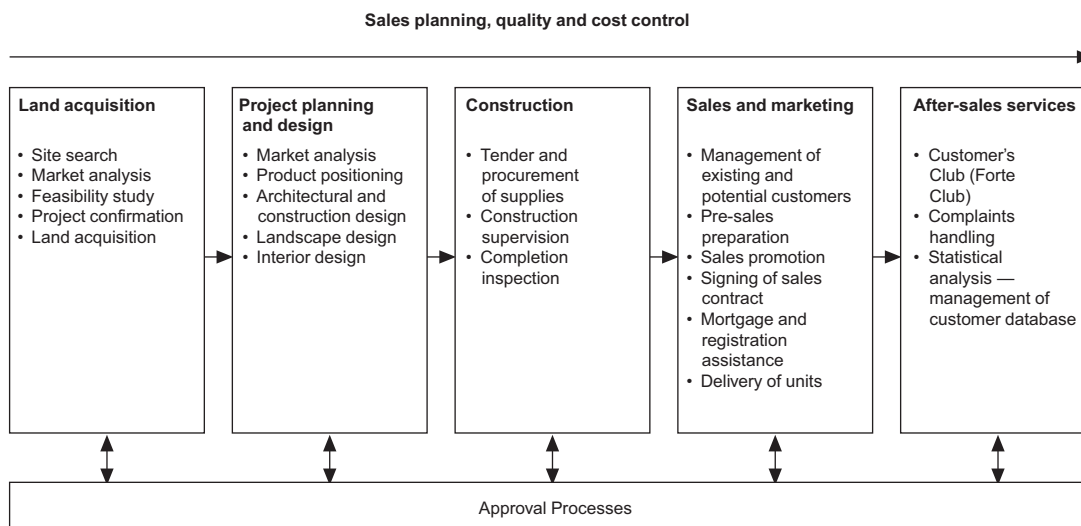 Sales planning, quality and cost control
Land acquisition
• Site search
• Market analysis
• Feasibility study
• Project confirmation
• Land acquisition
Project planning
and design
• Market analysis
• Product positioning
• Architectural and
construction design
• Landscape design
• Interior design
Construction
• Tender and
procurement
of supplies
• Construction
supervision
• Completion
inspection
Sales and marketing
• Management of
existing and
potential customers
• Pre-sales
preparation
• Sales promotion
• Signing of sales
contract
• Mortgage and
registration
assistance
• Delivery of units
After-sales services
• Customer’s
Club (Forte
Club)
• Complaints
handling
• Statistical
analysis —
management of
customer database
Approval Processes